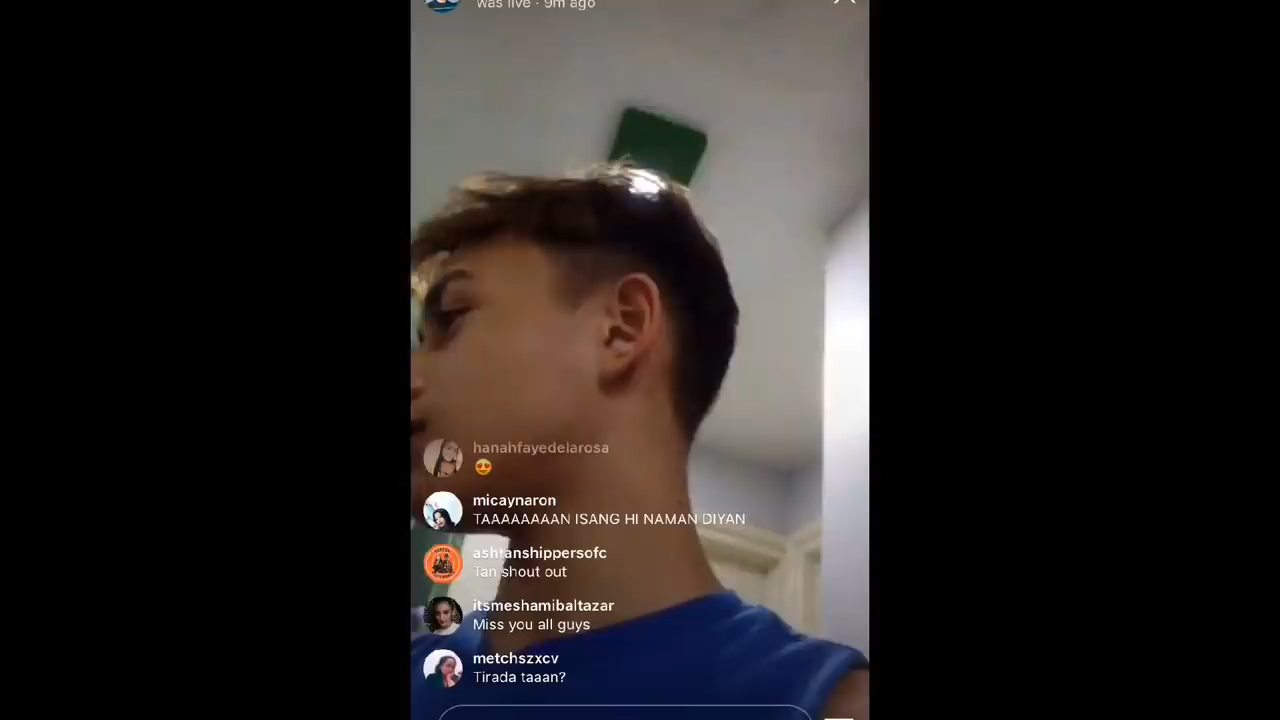 was live · 9m ago
hanahfayedelarosa
😍
micaynaron
TAAAAAAAAN ISANG HI NAMAN DIYAN
ashtanshippersofc
Tan shout out
itsmeshamibaltazar
Miss you all guys
metchszxcv
Tirada taaan?